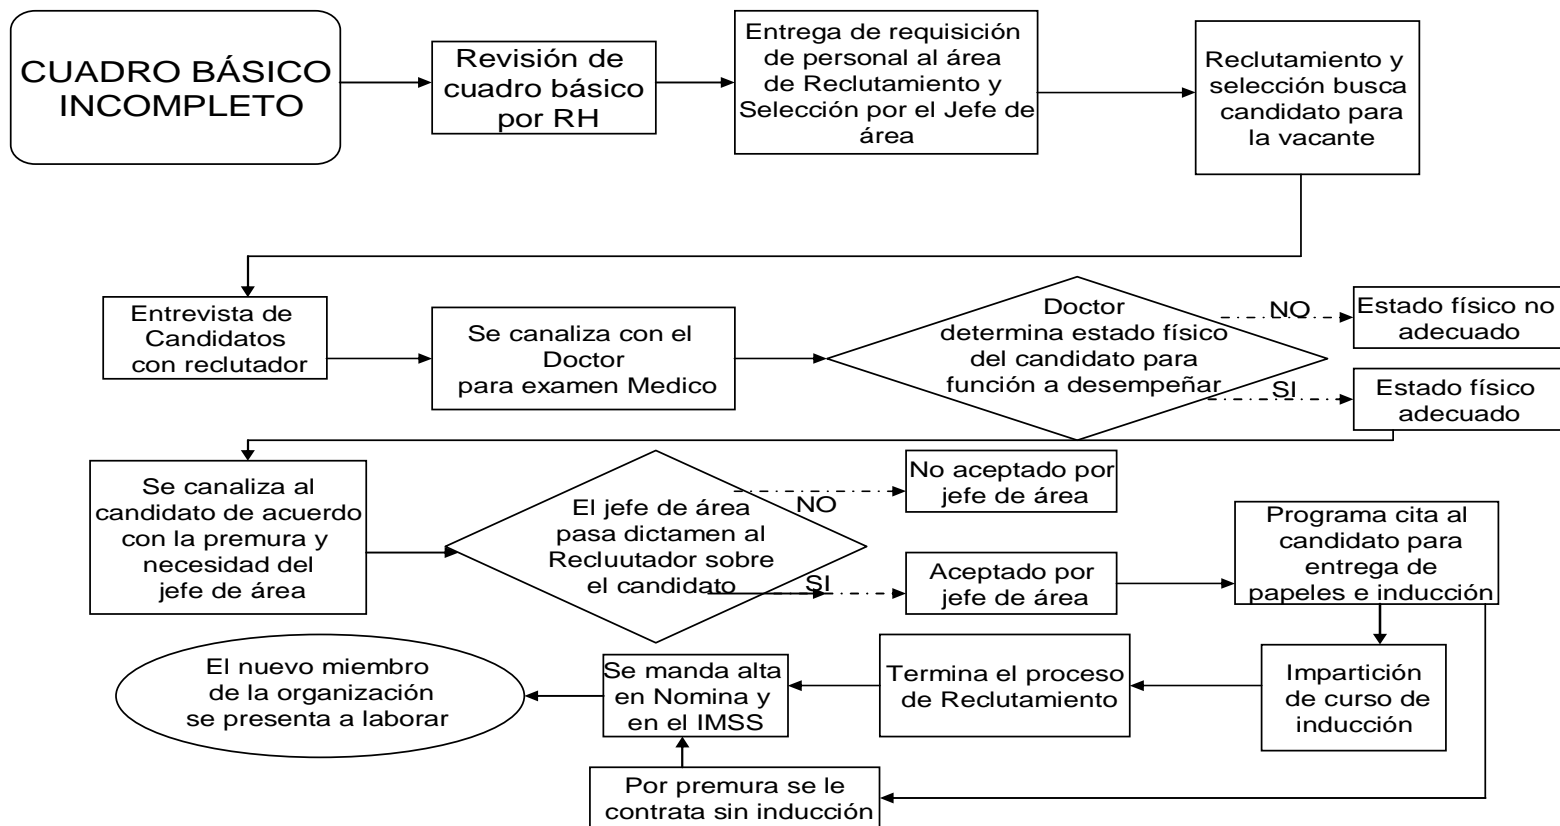 CUADRO BÁSICO
INCOMPLETO
Revisión de
cuadro básico
por RH
Entrega de requisición
de personal al área
de Reclutamiento y
Selección por el Jefe de
área
Reclutamiento y
selección busca
candidato para
la vacante
Entrevista de
Candidatos
con reclutador
Se canaliza con el
Doctor
para examen Medico
Doctor
determina estado físico
del candidato para
función a desempeñar
NO
Estado físico no
adecuado
SI
Estado físico
adecuado
Se canaliza al
candidato de acuerdo
con la premura y
necesidad del
jefe de área
El jefe de área
pasa dictamen al
Recluutador sobre
el candidato
NO
No aceptado por
jefe de área
SI
Aceptado por
jefe de área
Programa cita al
candidato para
entrega de
papeles e inducción
Impartición
de curso de
inducción
Termina el proceso
de Reclutamiento
Se manda alta
en Nomina y
en el IMSS
El nuevo miembro
de la organización
se presenta a laborar
Por premura se le
contrata sin inducción